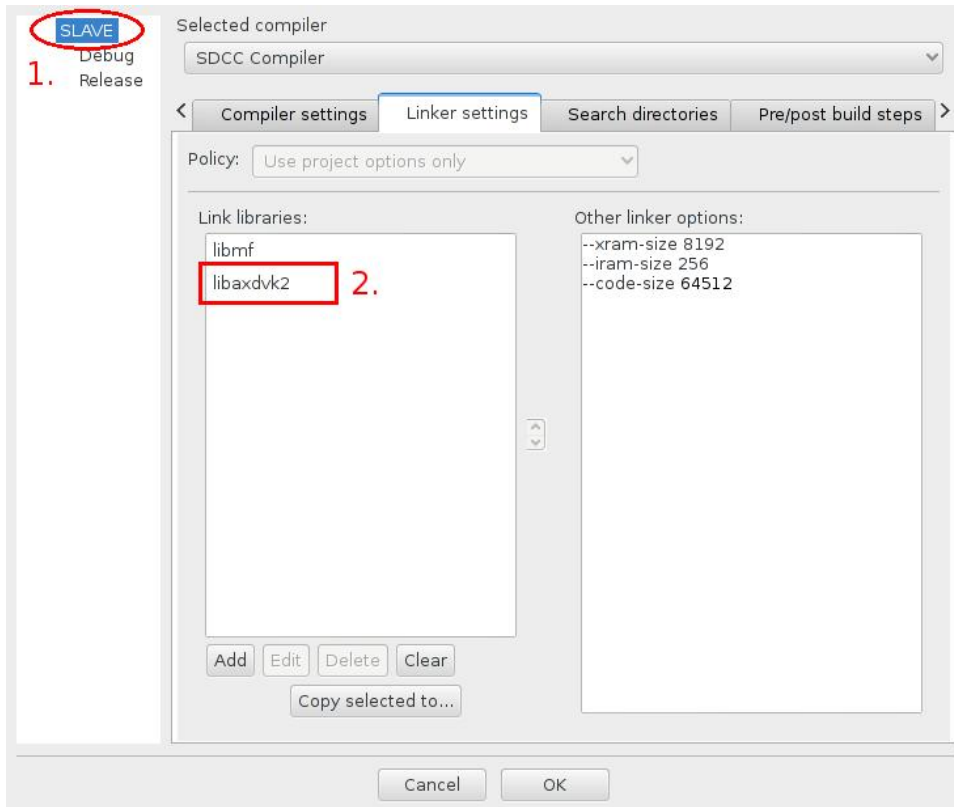 SLAVE
Debug
Release
1.
Selected compiler
SDCC Compiler
Compiler settings
Linker settings
Search directories
Pre/post build steps
Policy: Use project options only
Link libraries:
libmf
libaxdvk2
2.
Other linker options:
--xram-size 8192
--iram-size 256
--code-size 64512
Add Edit Delete Clear
Copy selected to...
Cancel OK